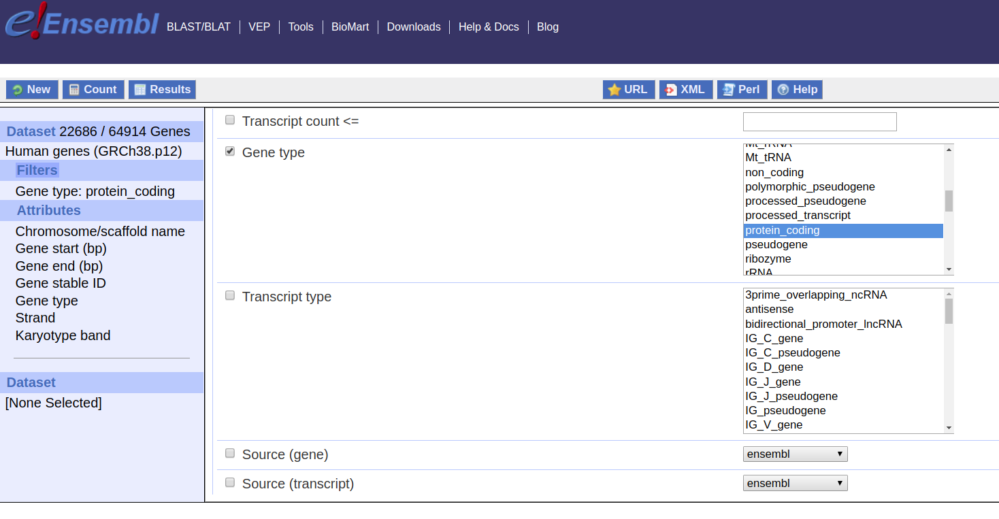 e!Ensembl BLAST/BLAT VEP Tools BioMart Downloads Help & Docs Blog
New Count Results URL XML Perl Help
Dataset 22686 / 64914 Genes
Human genes (GRCh38.p12)
Filters
Gene type: protein_coding
Attributes
Chromosome/scaffold name
Gene start (bp)
Gene end (bp)
Gene stable ID
Gene type
Strand
Karyotype band
Dataset
[None Selected]
Transcript count <=
Gene type
Mt_rRNA
Mt_tRNA
non_coding
polymorphic_pseudogene
processed_pseudogene
processed_transcript
protein_coding
pseudogene
ribozyme
rRNA
Transcript type
3prime_overlapping_ncRNA
antisense
bidirectional_promoter_lncRNA
IG_C_gene
IG_C_pseudogene
IG_D_gene
IG_J_gene
IG_J_pseudogene
IG_pseudogene
IG_V_gene
Source (gene)
ensembl
Source (transcript)
ensembl